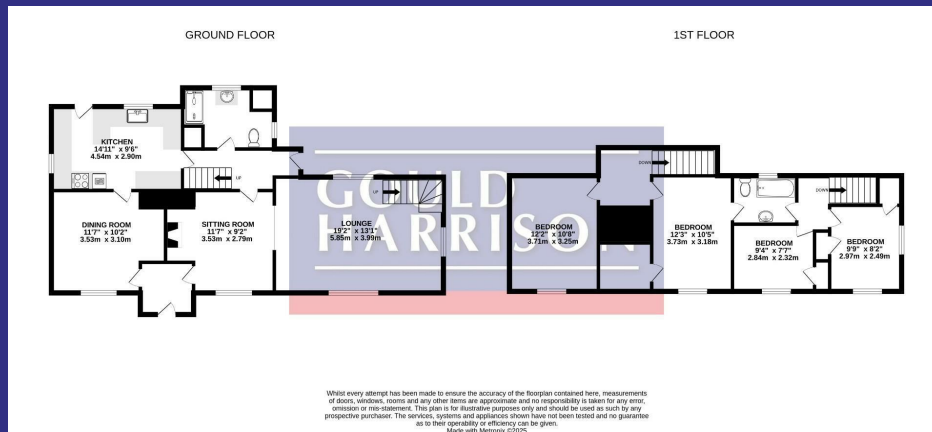 GROUND FLOOR
1ST FLOOR
KITCHEN
14'11" x 9'6"
4.54m x 2.90m
UP
DINING ROOM
11'7" x 10'2"
3.53m x 3.10m
SITTING ROOM
11'7" x 9'2"
3.53m x 2.79m
UP
LOUNGE
19'2" x 13'1"
5.85m x 3.99m
GOULD
HARRISON
DOWN
BEDROOM
12'2" x 10'8"
3.71m x 3.25m
BEDROOM
12'3" x 10'5"
3.73m x 3.18m
DOWN
BEDROOM
9'4" x 7'7"
2.84m x 2.32m
BEDROOM
9'9" x 8'2"
2.97m x 2.49m
Whilst every attempt has been made to ensure the accuracy of the floorplan contained here, measurements
of doors, windows, rooms and any other items are approximate and no responsibility is taken for any error,
omission or mis-statement. This plan is for illustrative purposes only and should be used as such by any
prospective purchaser. The services, systems and appliances shown have not been tested and no guarantee
as to their operability or efficiency can be given.
Made with Metropix ©2025